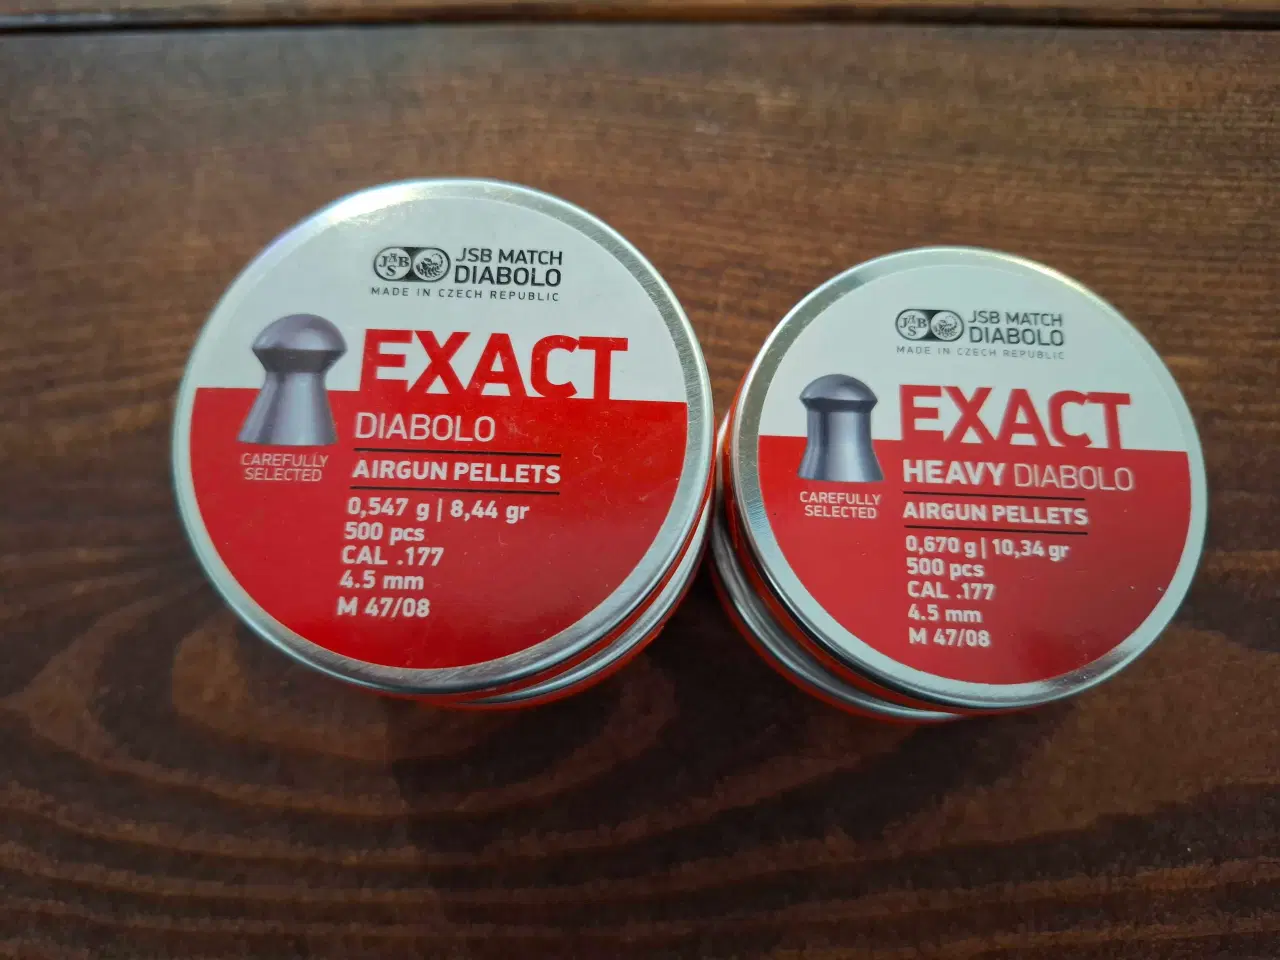 JSB
JSB MATCH
DIABOLO
MADE IN CZECH REPUBLIC
EXACT
DIABOLO
CAREFULLY
SELECTED
AIRGUN PELLETS
0,547 g | 8,44 gr
500 pcs
CAL .177
4.5 mm
M 47/08
JSB
JSB MATCH
DIABOLO
MADE IN CZECH REPUBLIC
EXACT
HEAVY DIABOLO
CAREFULLY
SELECTED
AIRGUN PELLETS
0,670 g | 10,34 gr
500 pcs
CAL .177
4.5 mm
M 47/08